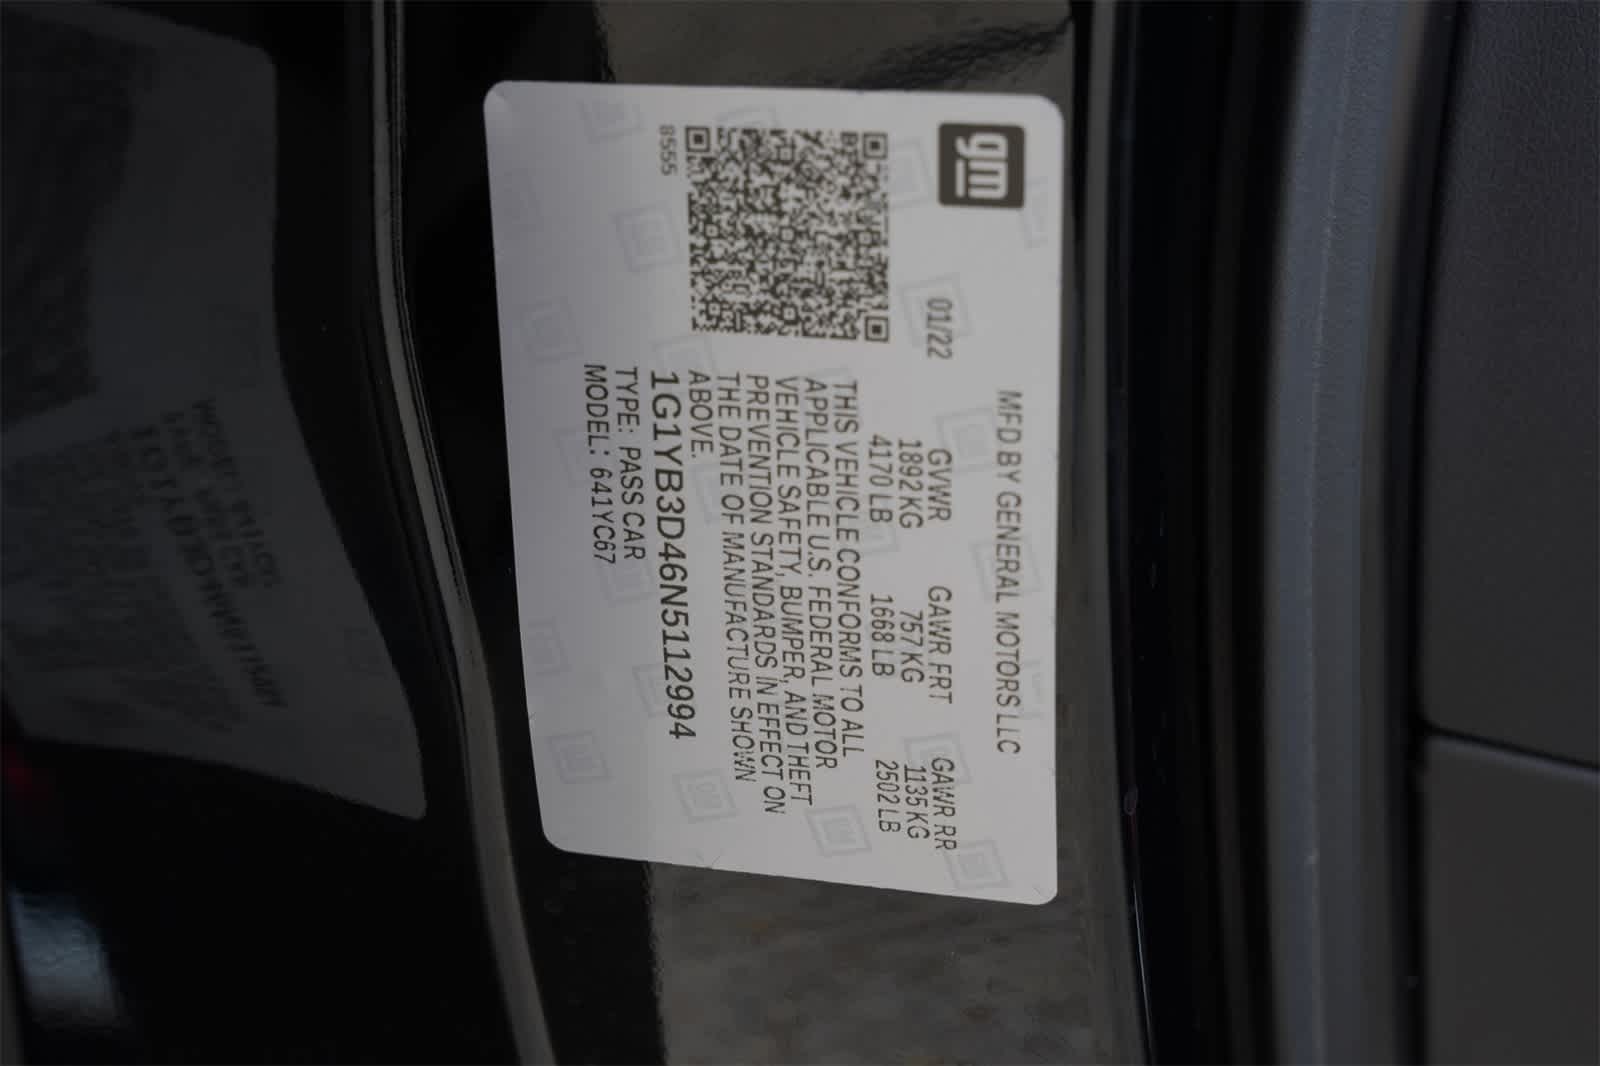 gm
MFD BY GENERAL MOTORS LLC
01/22
GVWR GAWR FRT GAWR RR
1892 KG 757 KG 1135 KG
4170 LB 1668 LB 2502 LB
THIS VEHICLE CONFORMS TO ALL
APPLICABLE U.S. FEDERAL MOTOR
VEHICLE SAFETY, BUMPER, AND THEFT
PREVENTION STANDARDS IN EFFECT ON
THE DATE OF MANUFACTURE SHOWN
ABOVE.
1G1YB3D46N5112994
TYPE: PASS CAR
MODEL: 641YC67
8555